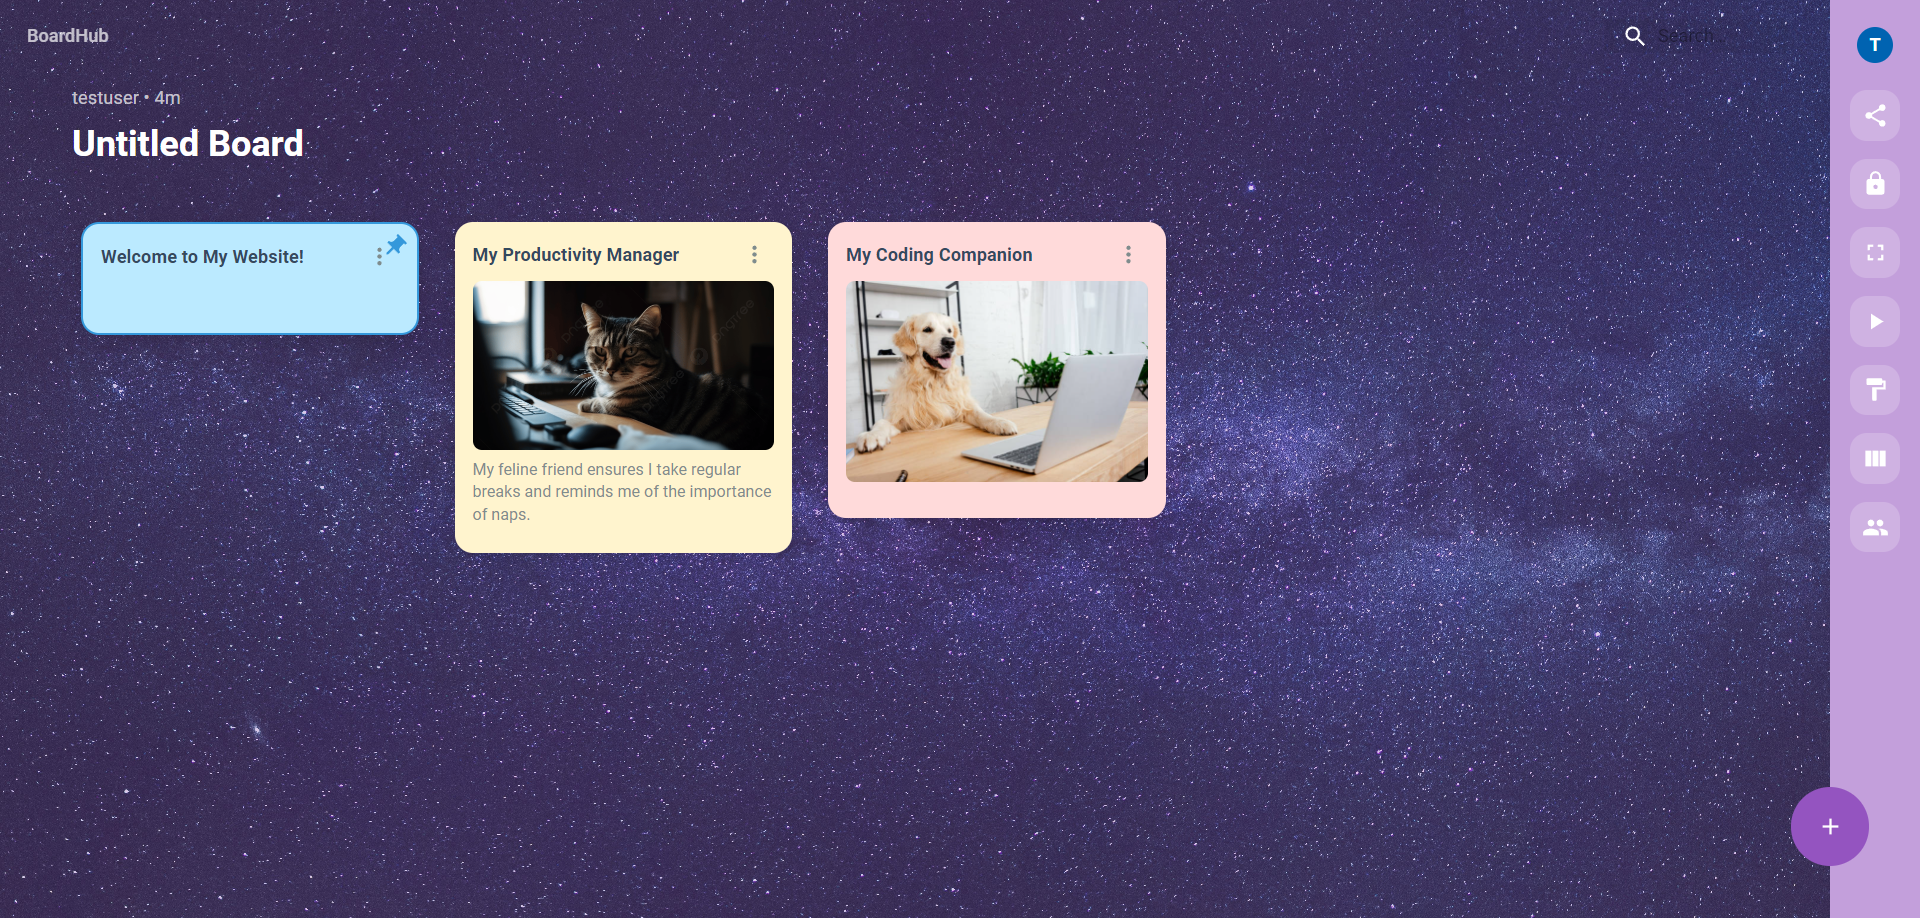 BoardHub
Search...
T
testuser • 4m
Untitled Board
Welcome to My Website!
My Productivity Manager
My feline friend ensures I take regular
breaks and reminds me of the importance
of naps.
My Coding Companion